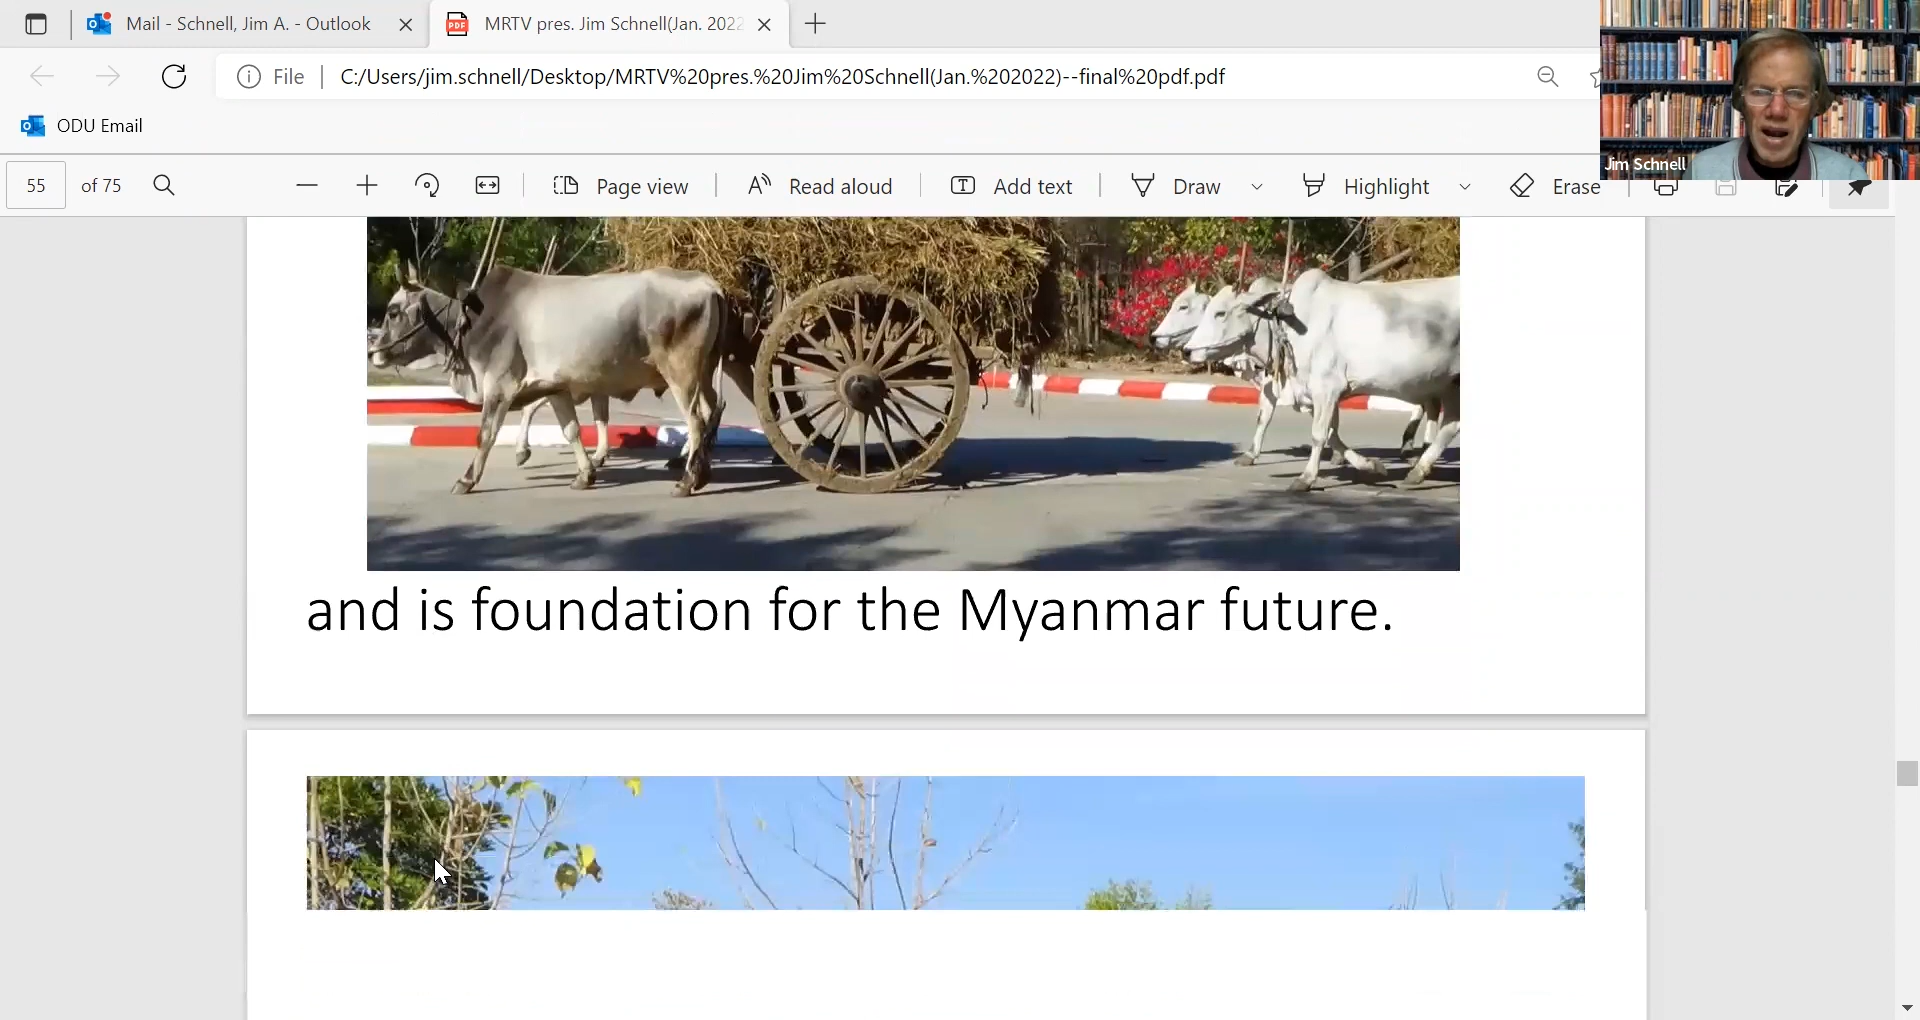 Mail - Schnell, Jim A. - Outlook
MRTV pres. Jim Schnell(Jan. 2022
File
C:/Users/jim.schnell/Desktop/MRTV%20pres.%20Jim%20Schnell(Jan.%202022)--final%20pdf.pdf
ODU Email
Jim Schnell
55 of 75
Page view
Read aloud
Add text
Draw
Highlight
Erase
and is foundation for the Myanmar future.